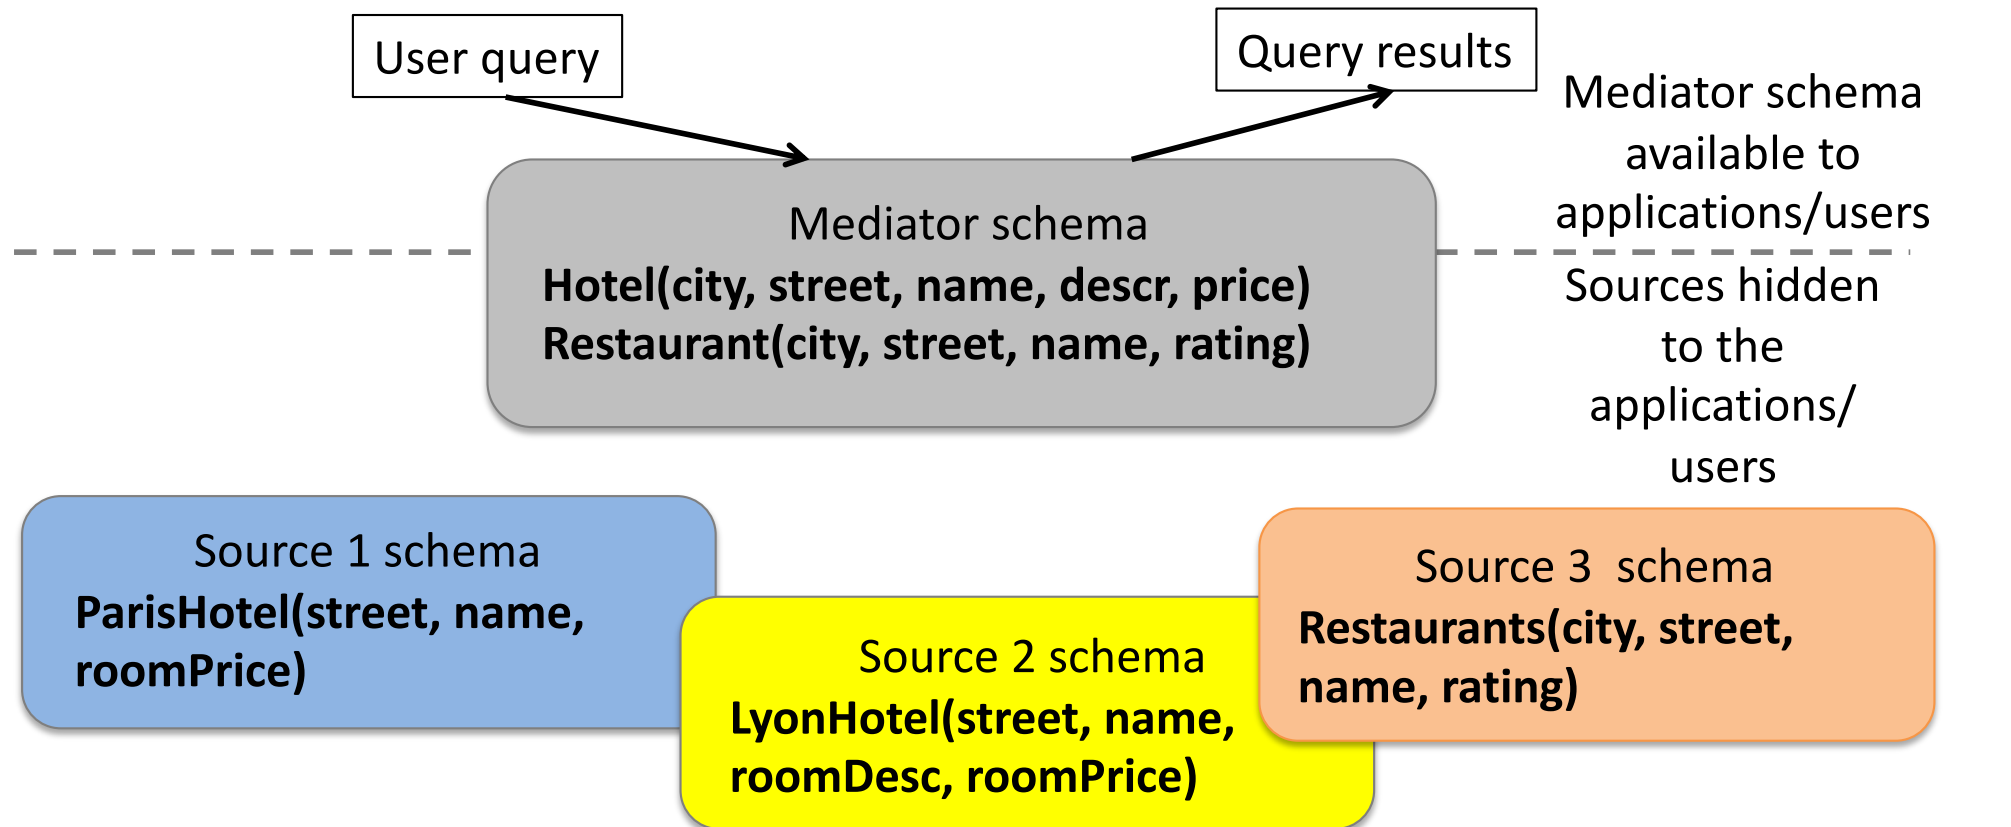 User query
Query results
Mediator schema
available to
applications/users
Mediator schema
Hotel(city, street, name, descr, price)
Restaurant(city, street, name, rating)
Sources hidden
to the
applications/
users
Source 1 schema
ParisHotel(street, name,
roomPrice)
Source 2 schema
LyonHotel(street, name,
roomDesc, roomPrice)
Source 3  schema
Restaurants(city, street,
name, rating)